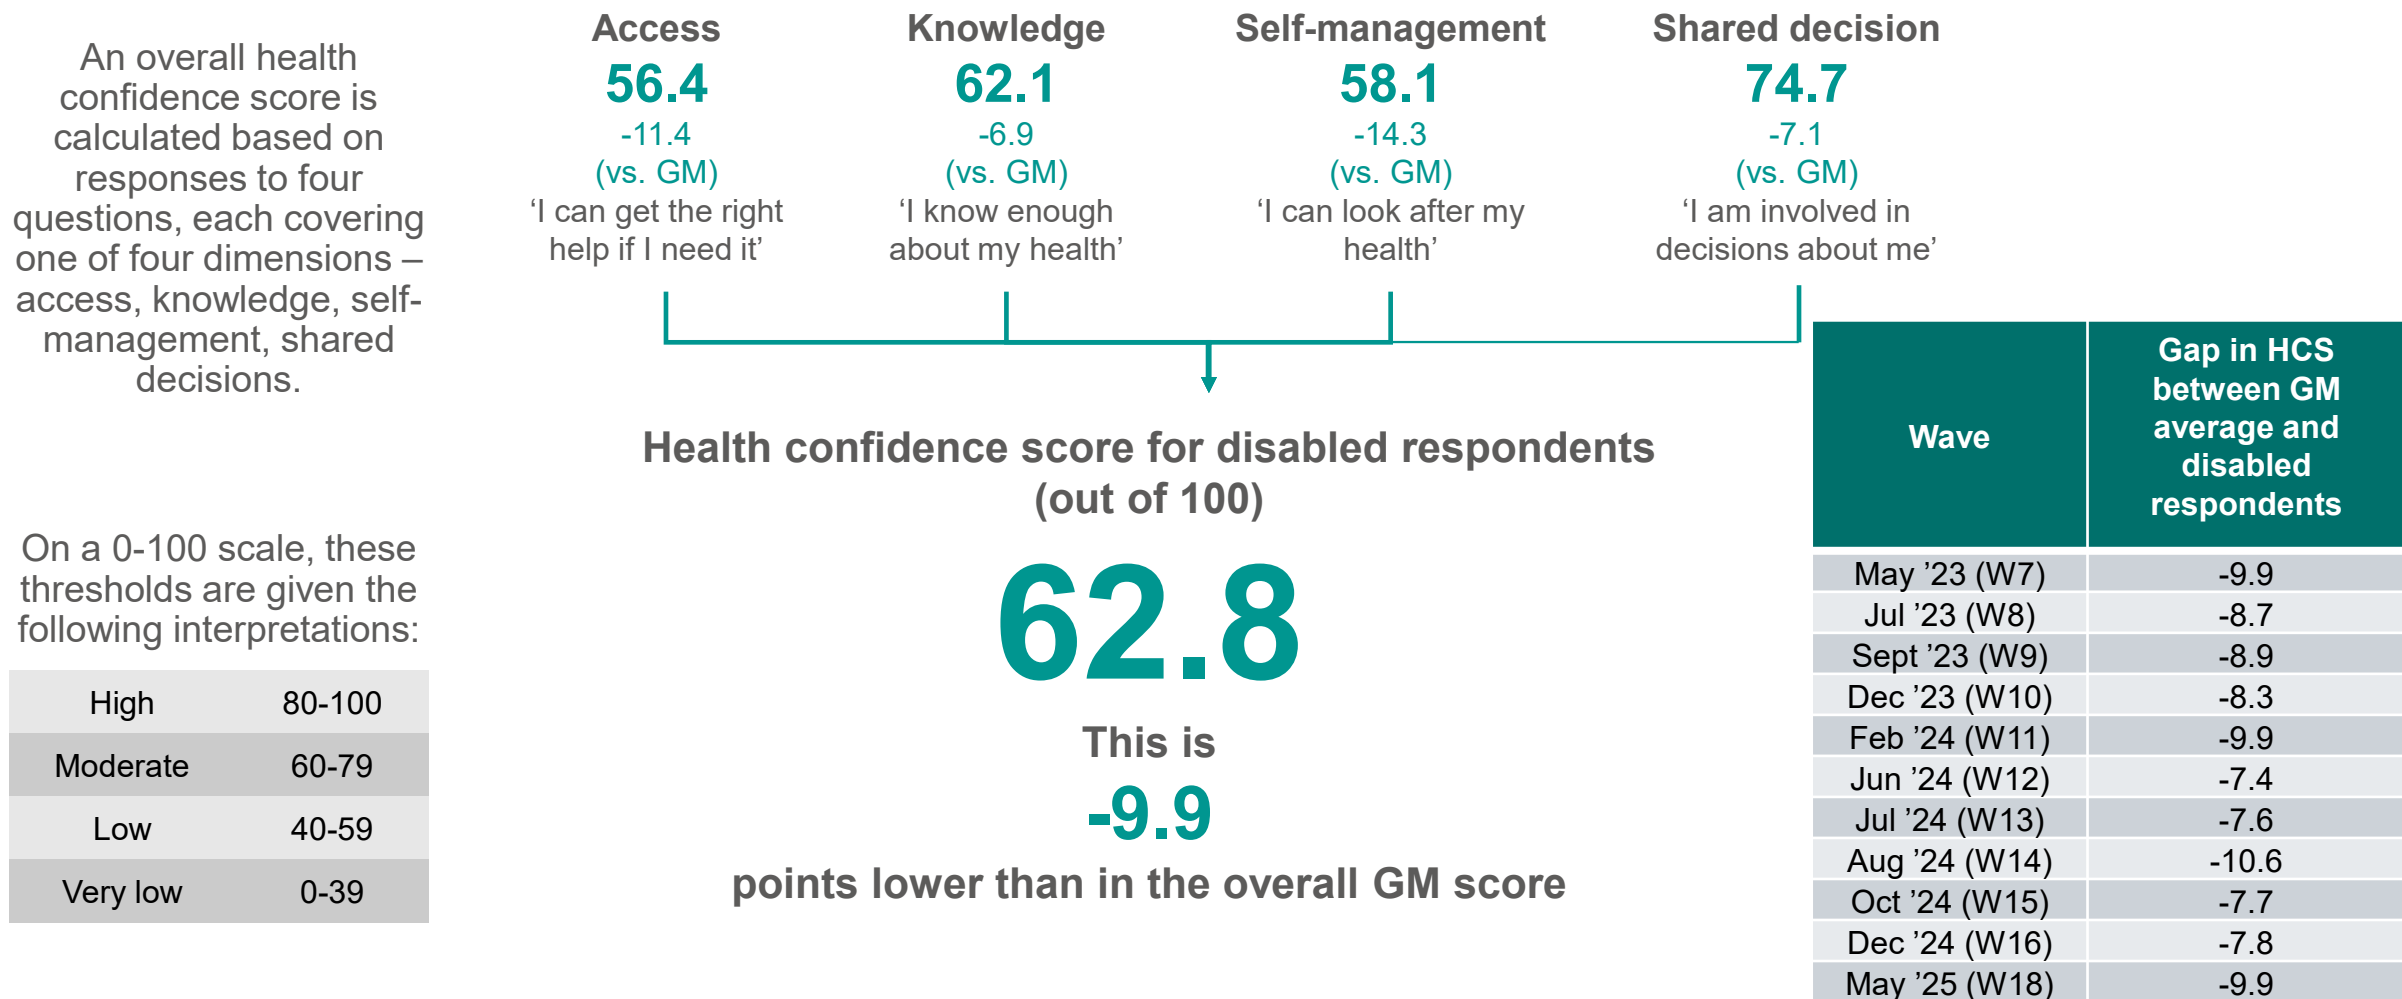 An overall health
confidence score is
calculated based on
responses to four
questions, each covering
one of four dimensions –
access, knowledge, self-
management, shared
decisions.
On a 0-100 scale, these
thresholds are given the
following interpretations:
High 80-100
Moderate 60-79
Low 40-59
Very low 0-39
Access
56.4
-11.4
(vs. GM)
‘I can get the right
help if I need it’
Knowledge
62.1
-6.9
(vs. GM)
‘I know enough
about my health’
Self-management
58.1
-14.3
(vs. GM)
‘I can look after my
health’
Shared decision
74.7
-7.1
(vs. GM)
‘I am involved in
decisions about me’
Health confidence score for disabled respondents
(out of 100)
62.8
This is
-9.9
points lower than in the overall GM score
Wave
Gap in HCS
between GM
average and
disabled
respondents
May ’23 (W7) -9.9
Jul ’23 (W8) -8.7
Sept ’23 (W9) -8.9
Dec ’23 (W10) -8.3
Feb ’24 (W11) -9.9
Jun ’24 (W12) -7.4
Jul ’24 (W13) -7.6
Aug ’24 (W14) -10.6
Oct ’24 (W15) -7.7
Dec ’24 (W16) -7.8
May ’25 (W18) -9.9